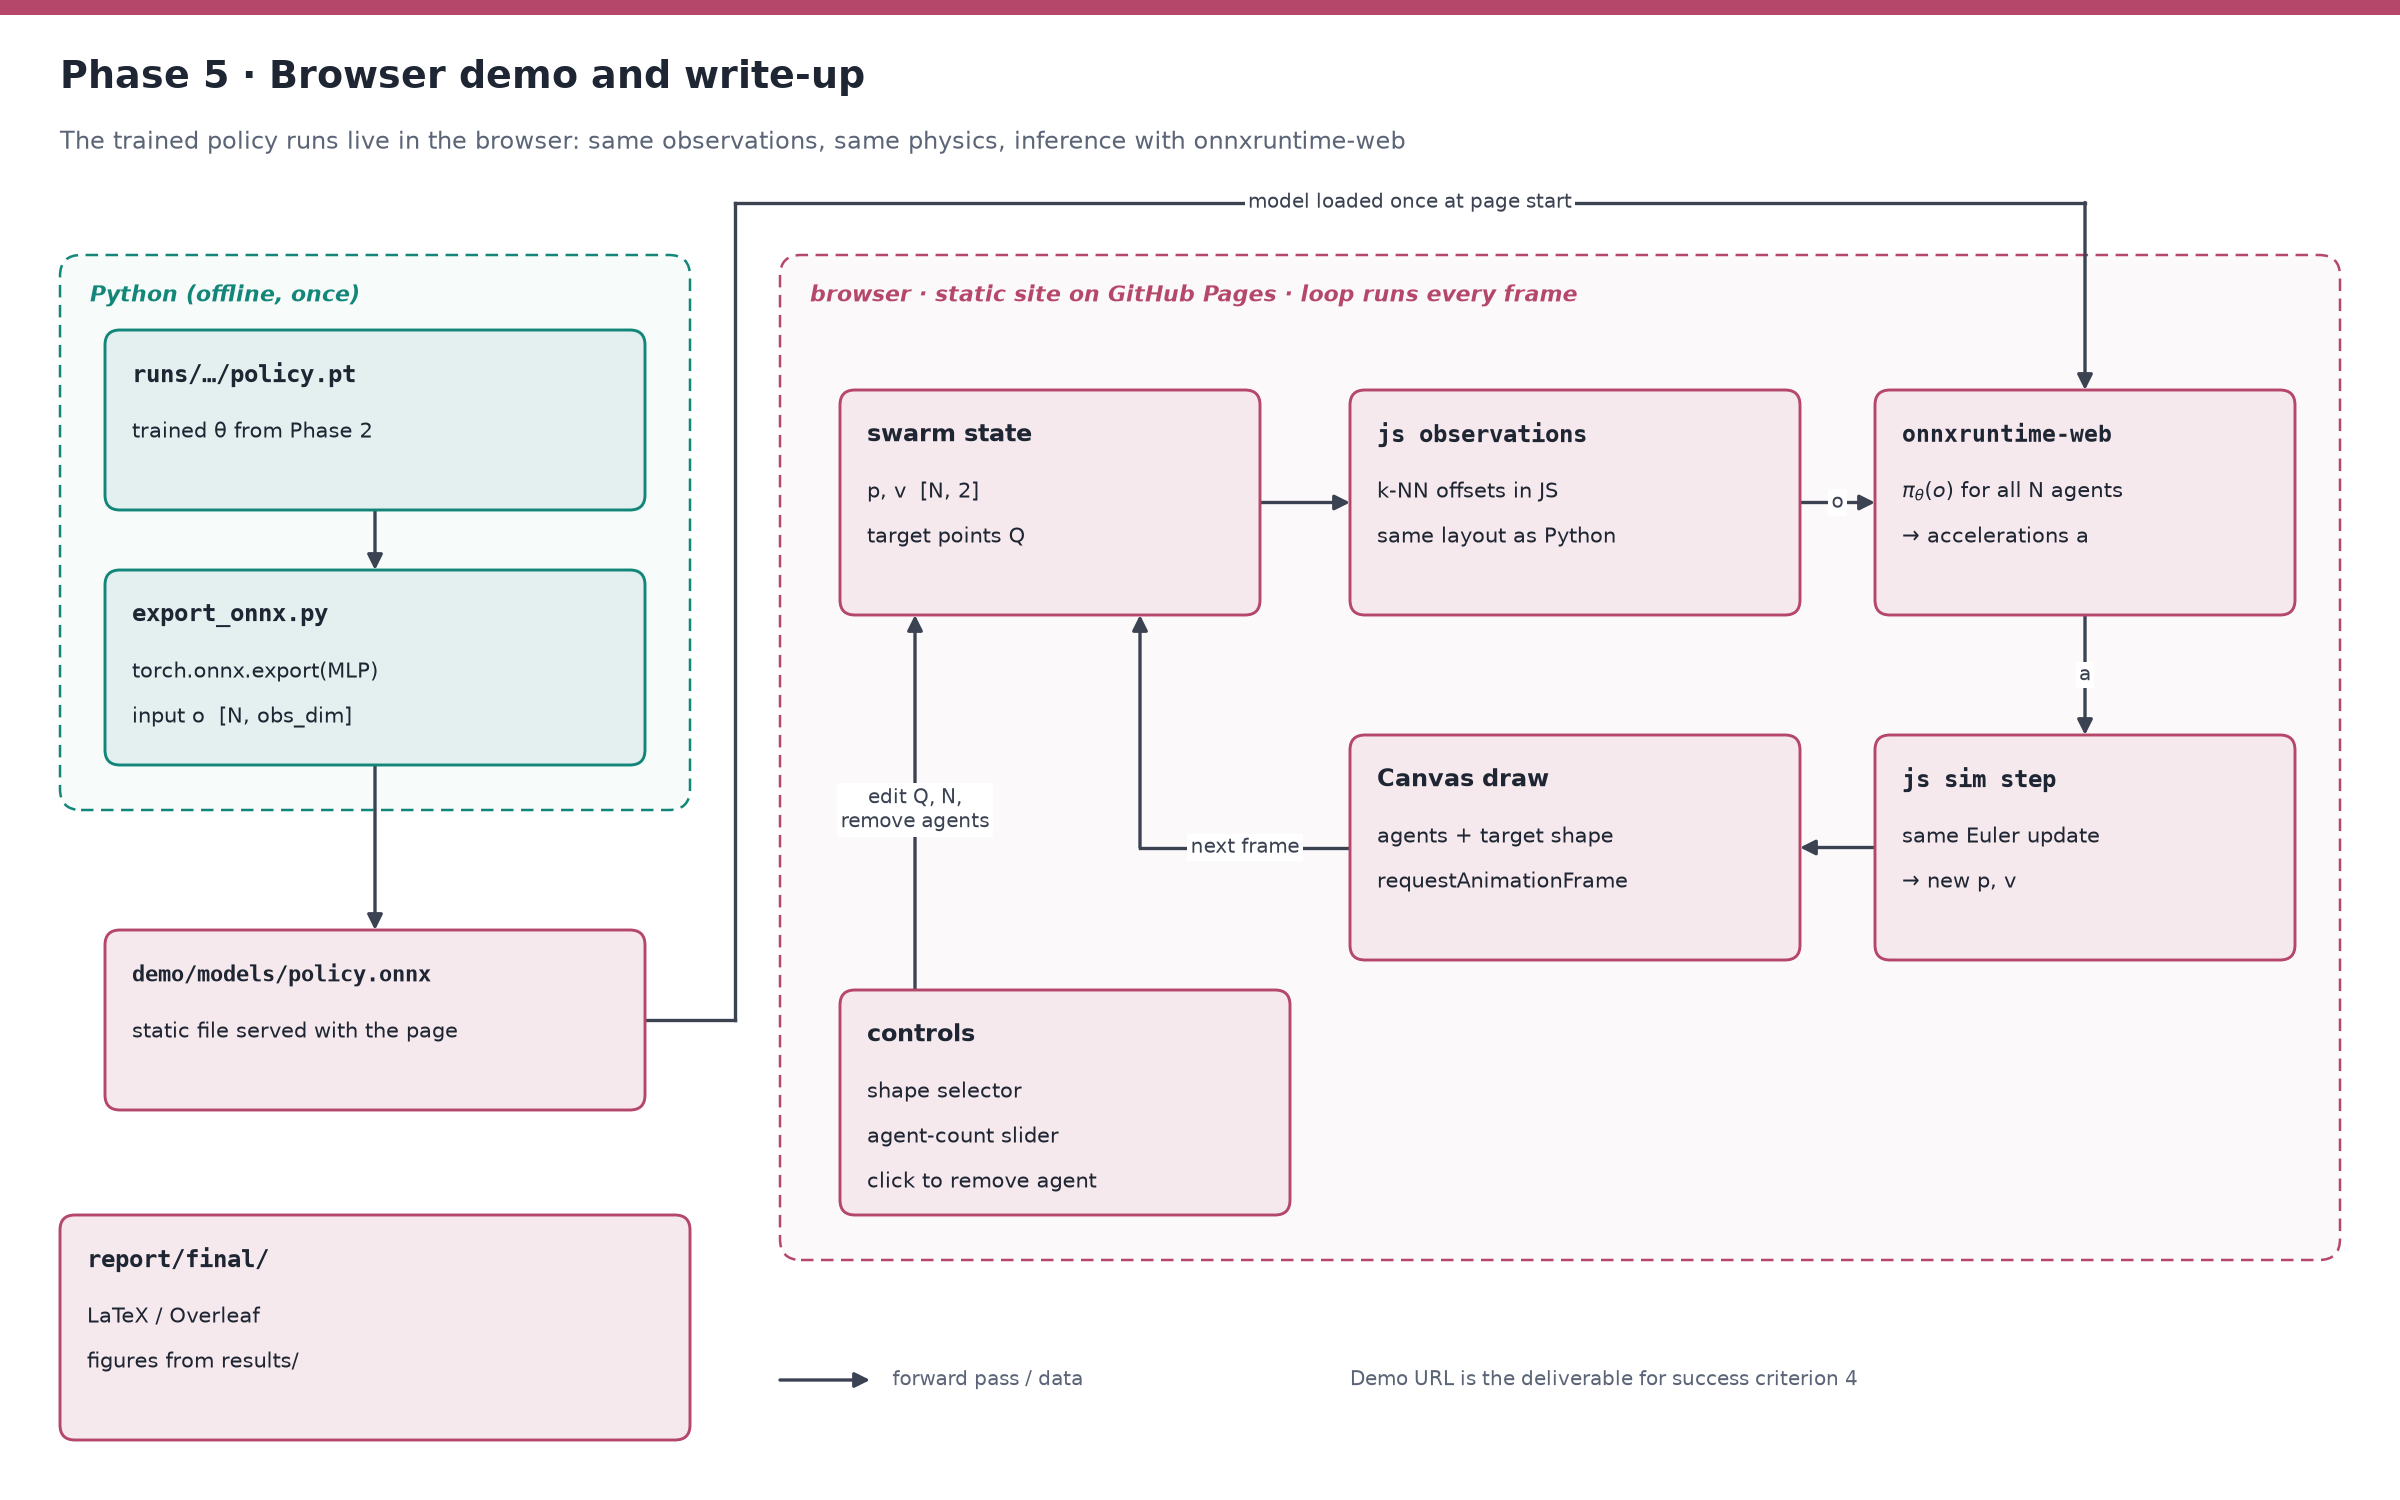 Phase 5 · Browser demo and write-up
The trained policy runs live in the browser: same observations, same physics, inference with onnxruntime-web
model loaded once at page start
Python (offline, once)
runs/…/policy.pt
trained θ from Phase 2
export_onnx.py
torch.onnx.export(MLP)
input o [N, obs_dim]
demo/models/policy.onnx
static file served with the page
report/final/
LaTeX / Overleaf
figures from results/
browser · static site on GitHub Pages · loop runs every frame
swarm state
p, v [N, 2]
target points Q
js observations
k-NN offsets in JS
same layout as Python
o
onnxruntime-web
πθ(o) for all N agents
→ accelerations a
a
js sim step
same Euler update
→ new p, v
Canvas draw
agents + target shape
requestAnimationFrame
next frame
edit Q, N,
remove agents
controls
shape selector
agent-count slider
click to remove agent
forward pass / data
Demo URL is the deliverable for success criterion 4